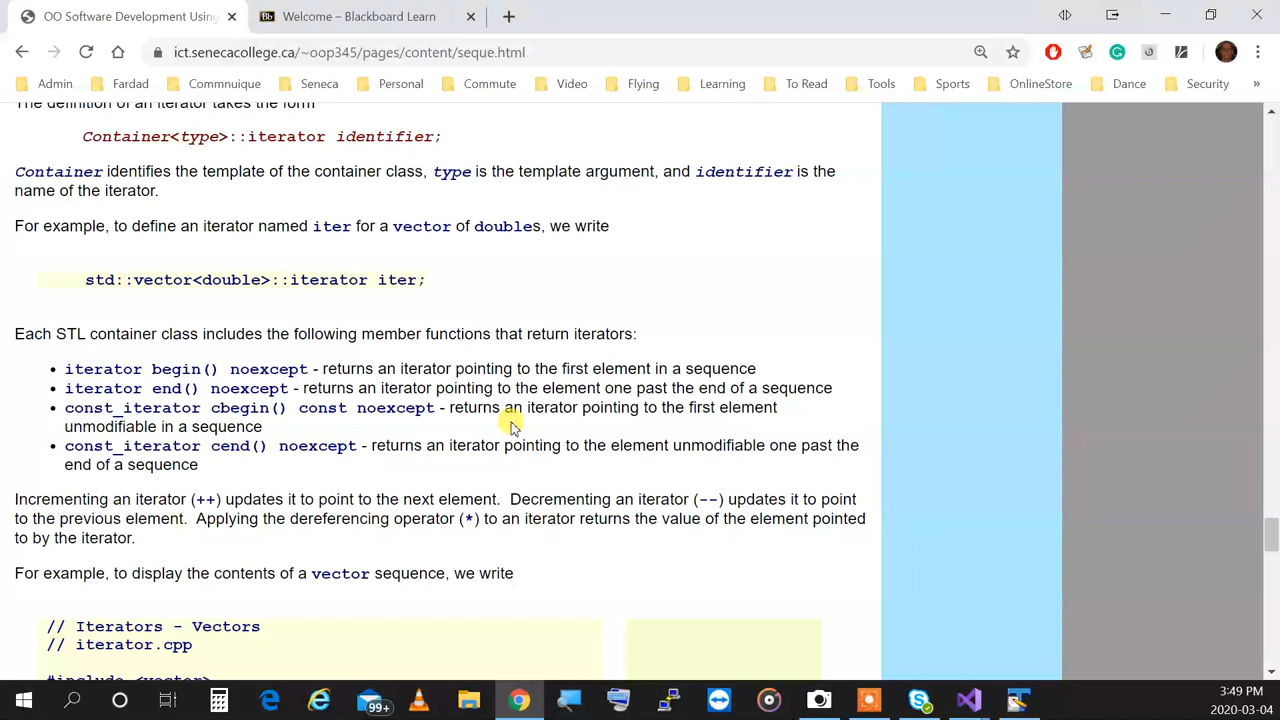 OO Software Development Using
Welcome – Blackboard Learn
ict.senecacollege.ca/~oop345/pages/content/seque.html
Admin Fardad Commnuique Seneca Personal Commute Video Flying Learning To Read Tools Sports OnlineStore Dance Security »
The definition of an iterator takes the form
Container<type>::iterator identifier;
Container identifies the template of the container class, type is the template argument, and identifier is the
name of the iterator.
For example, to define an iterator named iter for a vector of doubles, we write
std::vector<double>::iterator iter;
Each STL container class includes the following member functions that return iterators:
• iterator begin() noexcept - returns an iterator pointing to the first element in a sequence
• iterator end() noexcept - returns an iterator pointing to the element one past the end of a sequence
• const_iterator cbegin() const noexcept - returns an iterator pointing to the first element
unmodifiable in a sequence
• const_iterator cend() noexcept - returns an iterator pointing to the element unmodifiable one past the
end of a sequence
Incrementing an iterator (++) updates it to point to the next element. Decrementing an iterator (--) updates it to point
to the previous element. Applying the dereferencing operator (*) to an iterator returns the value of the element pointed
to by the iterator.
For example, to display the contents of a vector sequence, we write
// Iterators - Vectors
// iterator.cpp
#include <vector>
99+
3:49 PM
2020-03-04